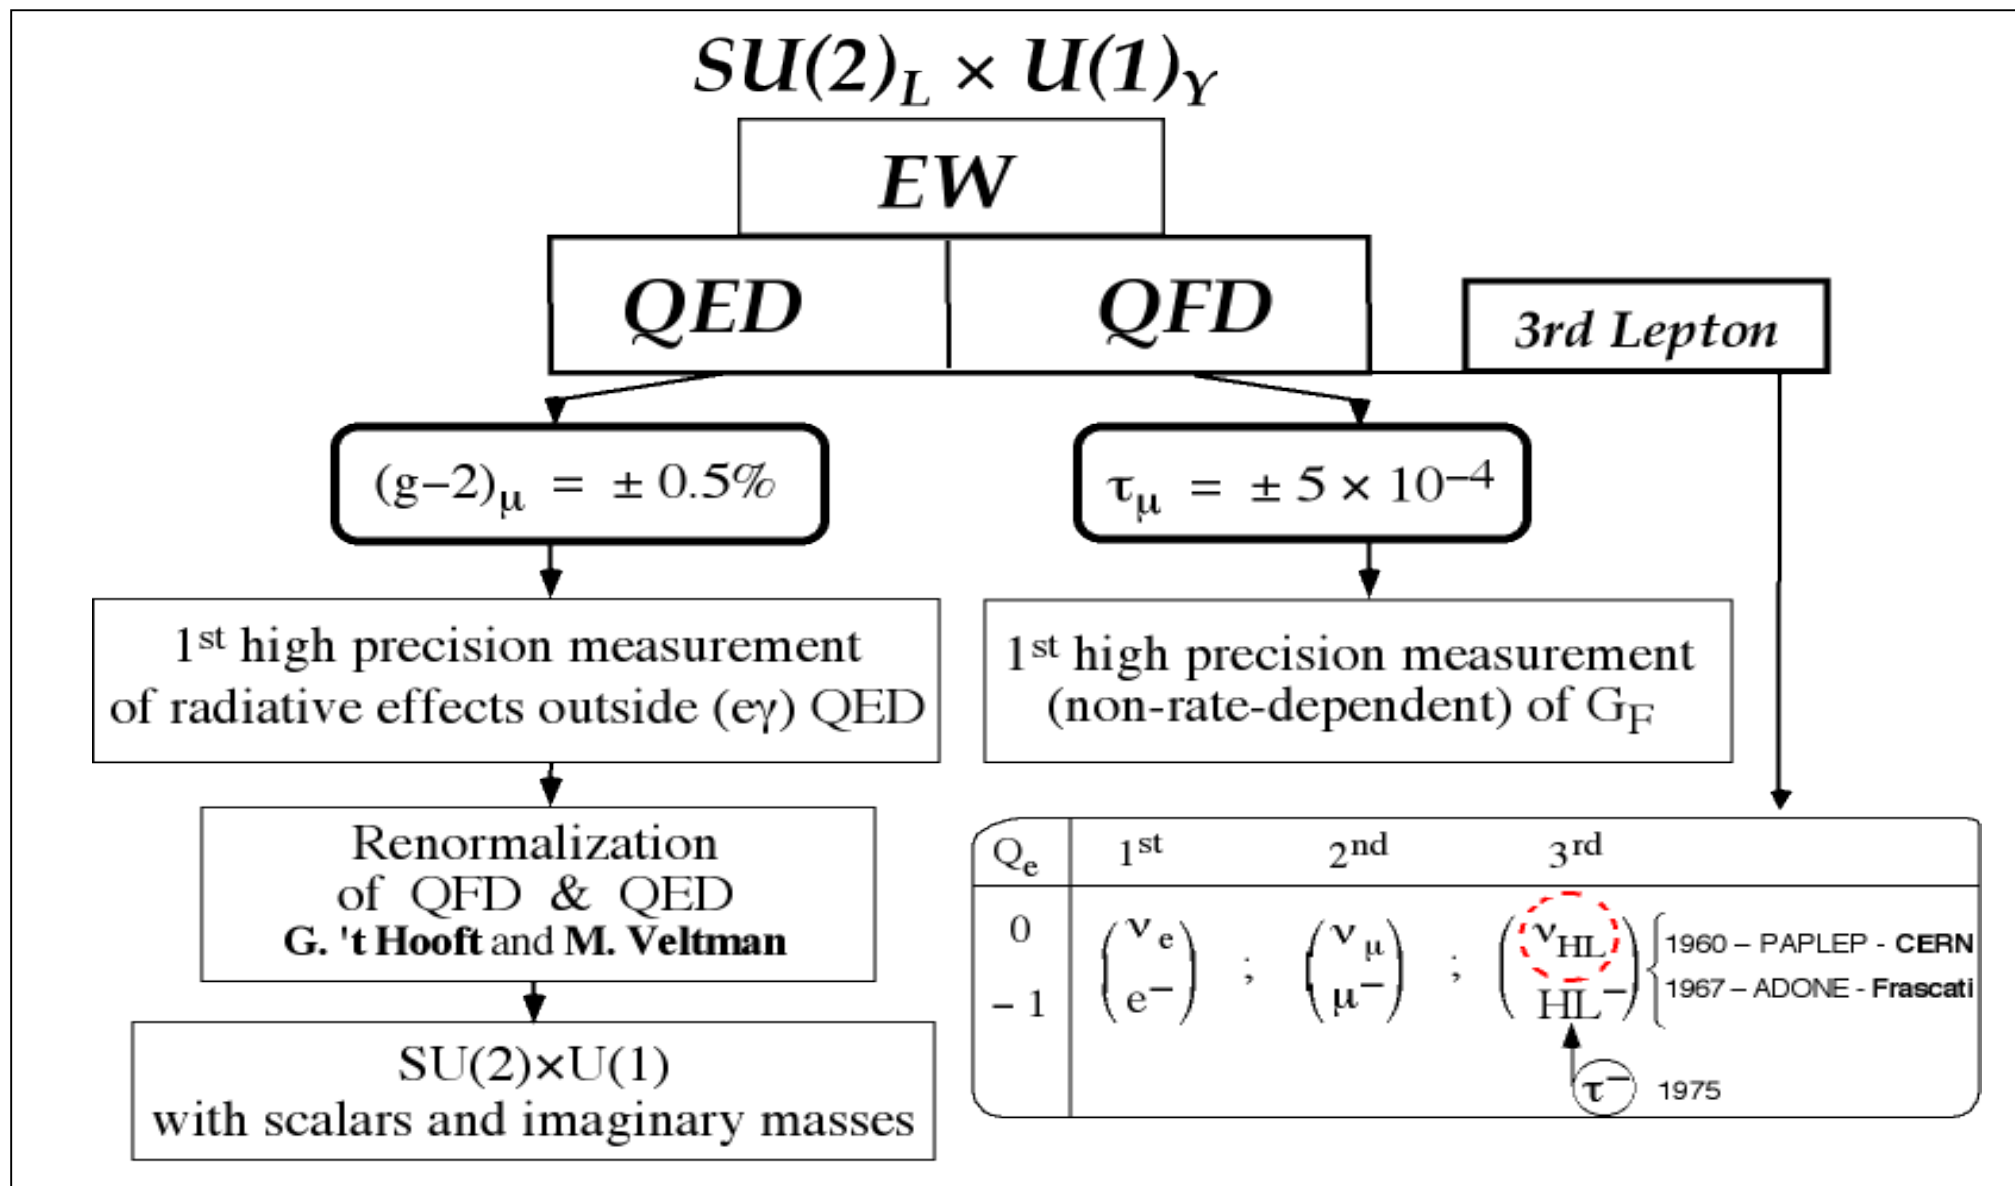 SU(2)L × U(1)Y
EW
QED
QFD
3rd Lepton
(g–2)μ = ± 0.5%
τμ = ± 5 × 10–4
1st high precision measurement
of radiative effects outside (eγ) QED
1st high precision measurement
(non-rate-dependent) of GF
Renormalization
of QFD & QED
G. 't Hooft and M. Veltman
SU(2)×U(1)
with scalars and imaginary masses
Qe 1st 2nd 3rd
0 νe νμ νHL 1960 – PAPLEP - CERN
; ;
– 1 e– μ– HL– 1967 – ADONE - Frascati
τ– 1975